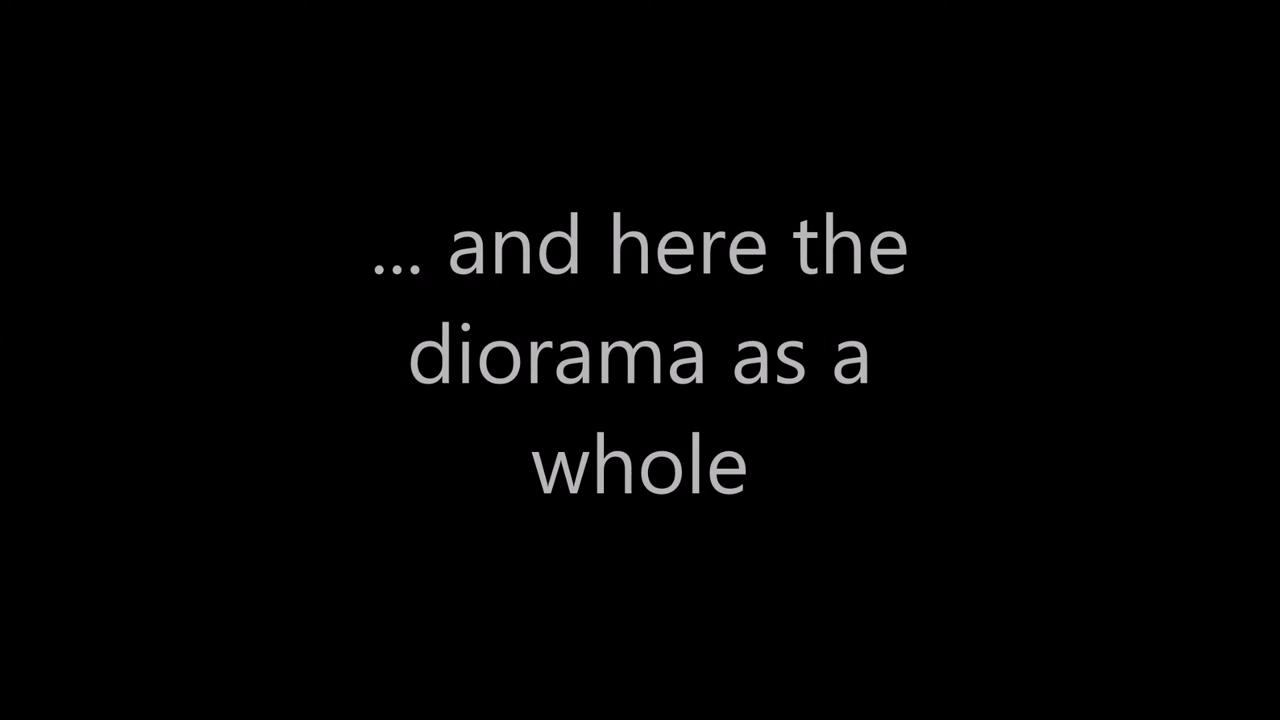 ... and here the
diorama as a
whole